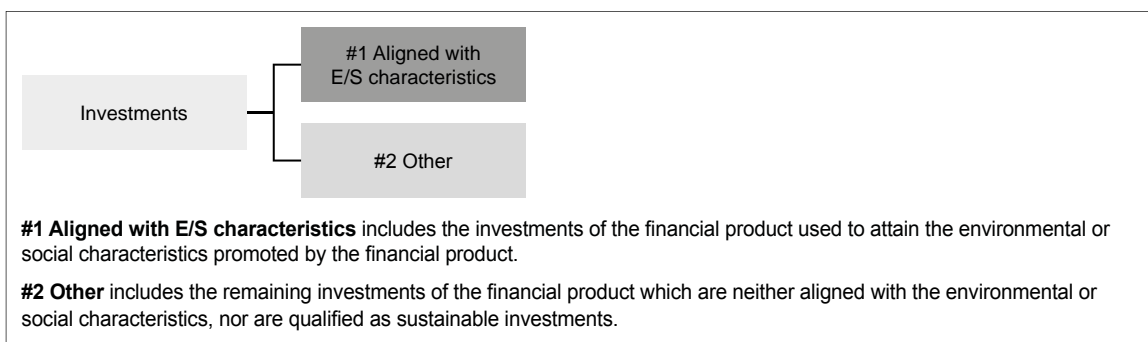 #1 Aligned with
E/S characteristics
Investments
#2 Other
#1 Aligned with E/S characteristics includes the investments of the financial product used to attain the environmental or
social characteristics promoted by the financial product.
#2 Other includes the remaining investments of the financial product which are neither aligned with the environmental or
social characteristics, nor are qualified as sustainable investments.